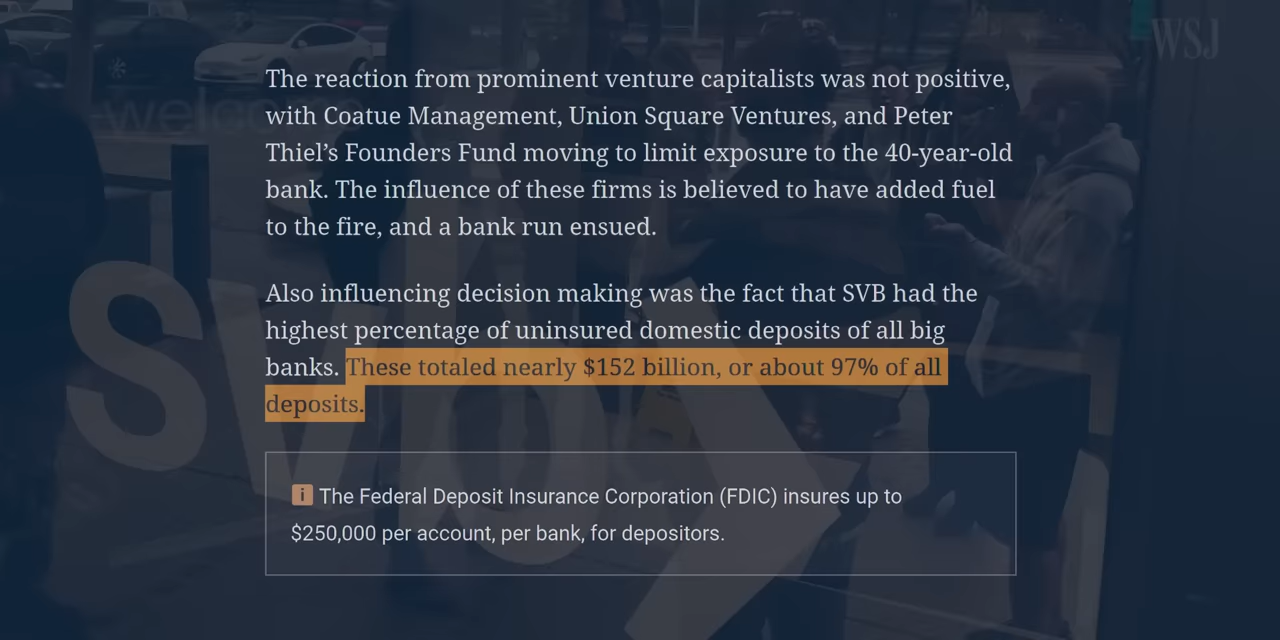 WSJ
The reaction from prominent venture capitalists was not positive,
with Coatue Management, Union Square Ventures, and Peter
Thiel’s Founders Fund moving to limit exposure to the 40-year-old
bank. The influence of these firms is believed to have added fuel
to the fire, and a bank run ensued.
Also influencing decision making was the fact that SVB had the
highest percentage of uninsured domestic deposits of all big
banks. These totaled nearly $152 billion, or about 97% of all
deposits.
i The Federal Deposit Insurance Corporation (FDIC) insures up to
$250,000 per account, per bank, for depositors.
welcome
svb